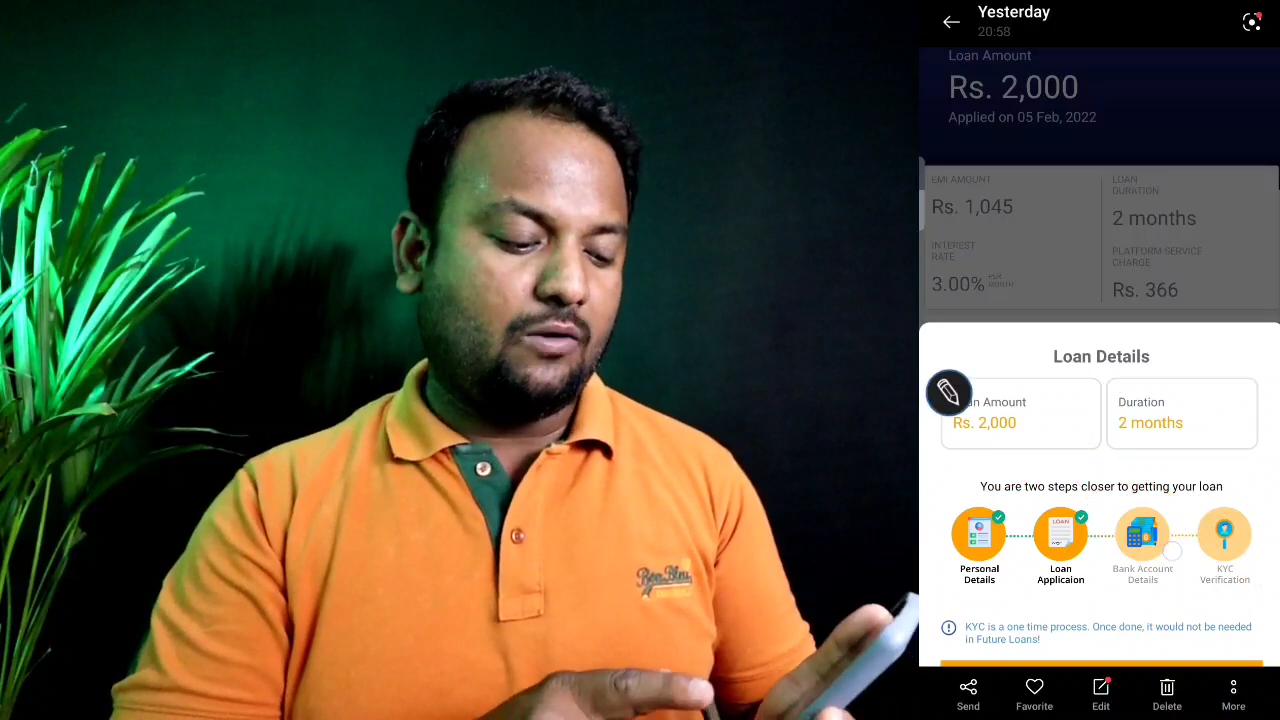 Yesterday
20:58
Loan Amount
Rs. 2,000
Applied on 05 Feb, 2022
EMI AMOUNT
Rs. 1,045
LOAN
DURATION
2 months
INTEREST
RATE
3.00% PER
MONTH
PLATFORM SERVICE
CHARGE
Rs. 366
Loan Details
Amount
Rs. 2,000
Duration
2 months
You are two steps closer to getting your loan
LOAN
Personal
Details
Loan
Applicaion
Bank Account
Details
KYC
Verification
KYC is a one time process. Once done, it would not be needed
in Future Loans!
Send
Favorite
Edit
Delete
More